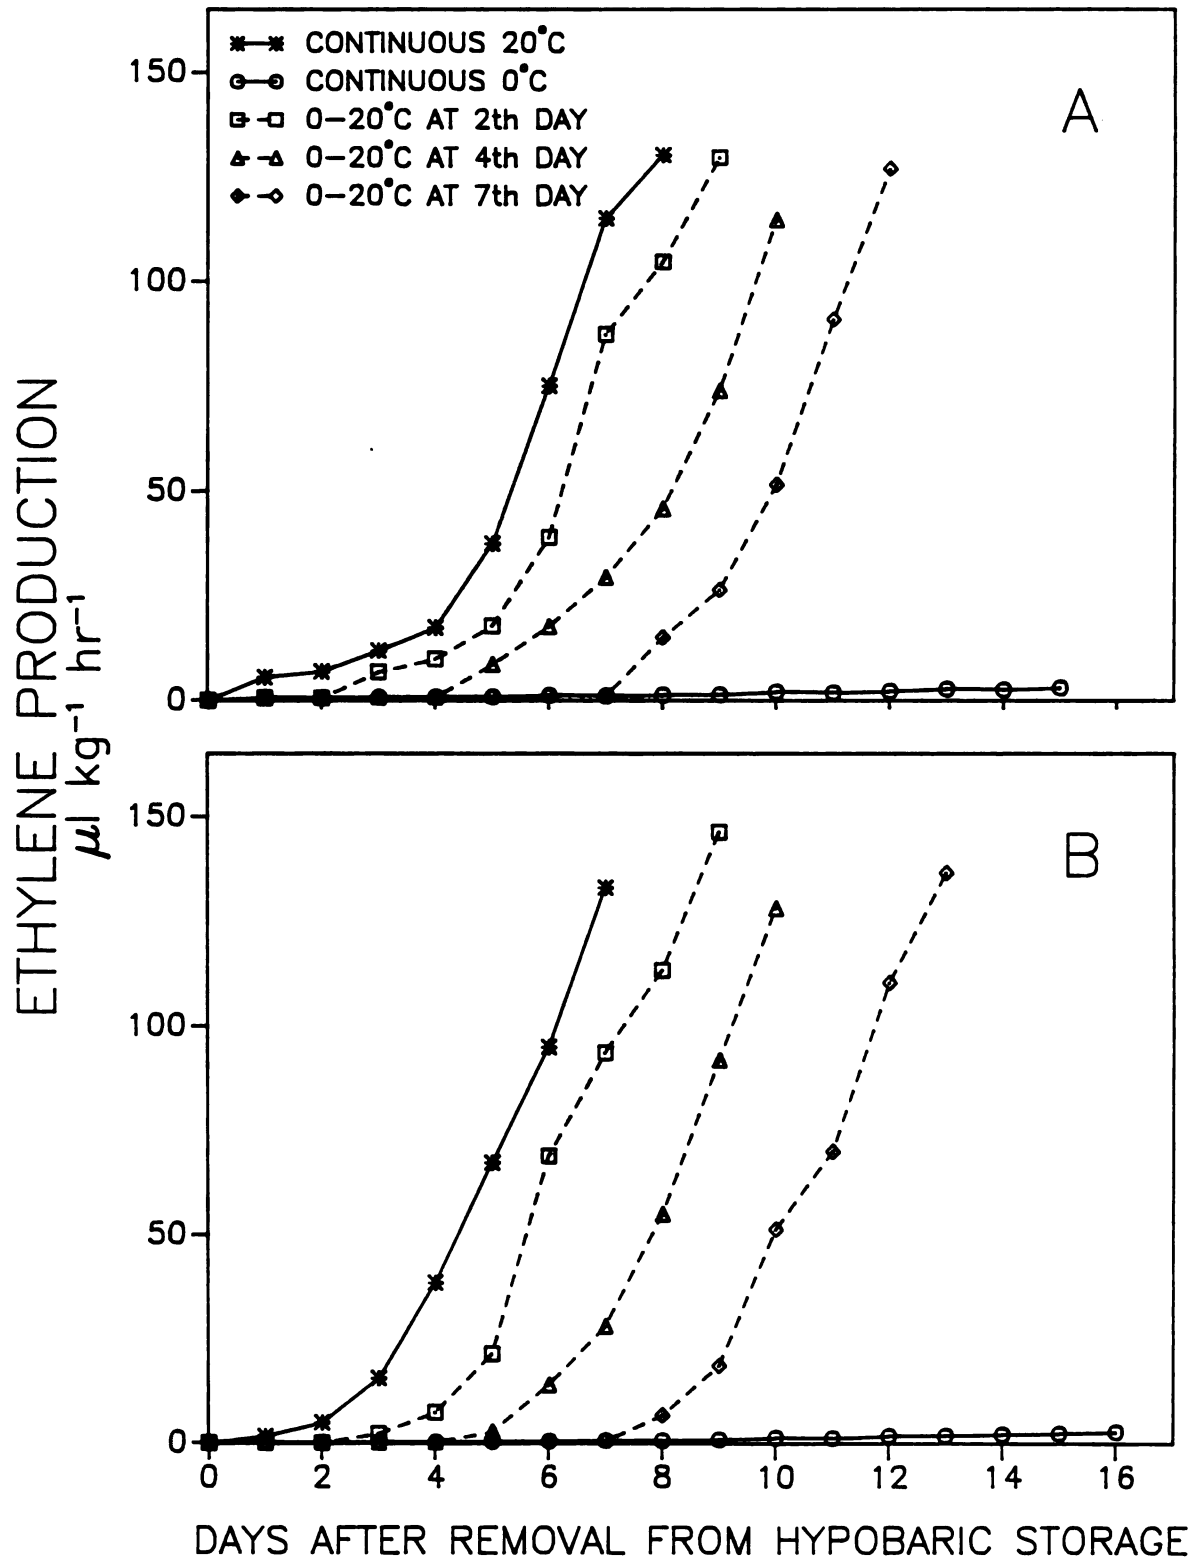 CONTINUOUS 20°C
CONTINUOUS 0°C
0-20°C AT 2th DAY
0-20°C AT 4th DAY
0-20°C AT 7th DAY
A
150
100
50
0
ETHYLENE PRODUCTION
µl kg⁻¹ hr⁻¹
B
150
100
50
0
0 2 4 6 8 10 12 14 16
DAYS AFTER REMOVAL FROM HYPOBARIC STORAGE